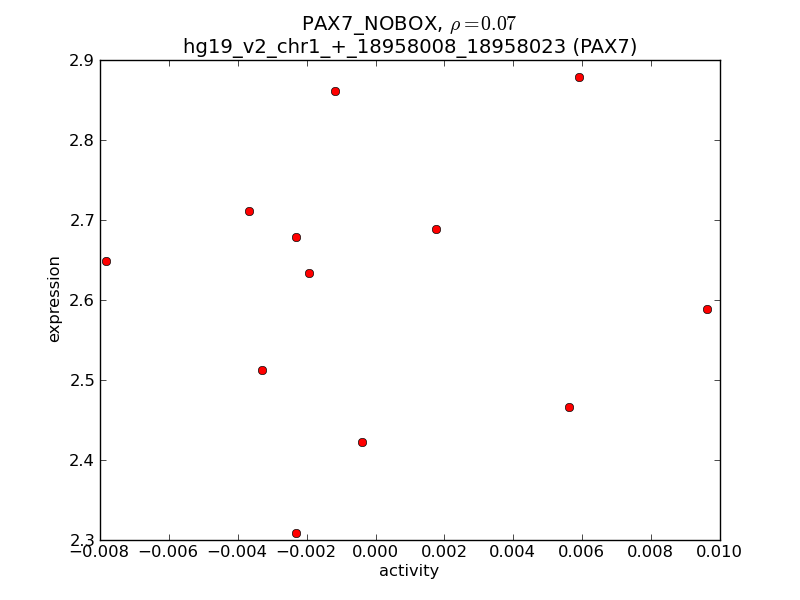 PAX7_NOBOX, ρ=0.07
hg19_v2_chr1_+_18958008_18958023 (PAX7)
2.9
2.8
2.7
2.6
2.5
2.4
2.3
expression
−0.008 −0.006 −0.004 −0.002 0.000 0.002 0.004 0.006 0.008 0.010
activity